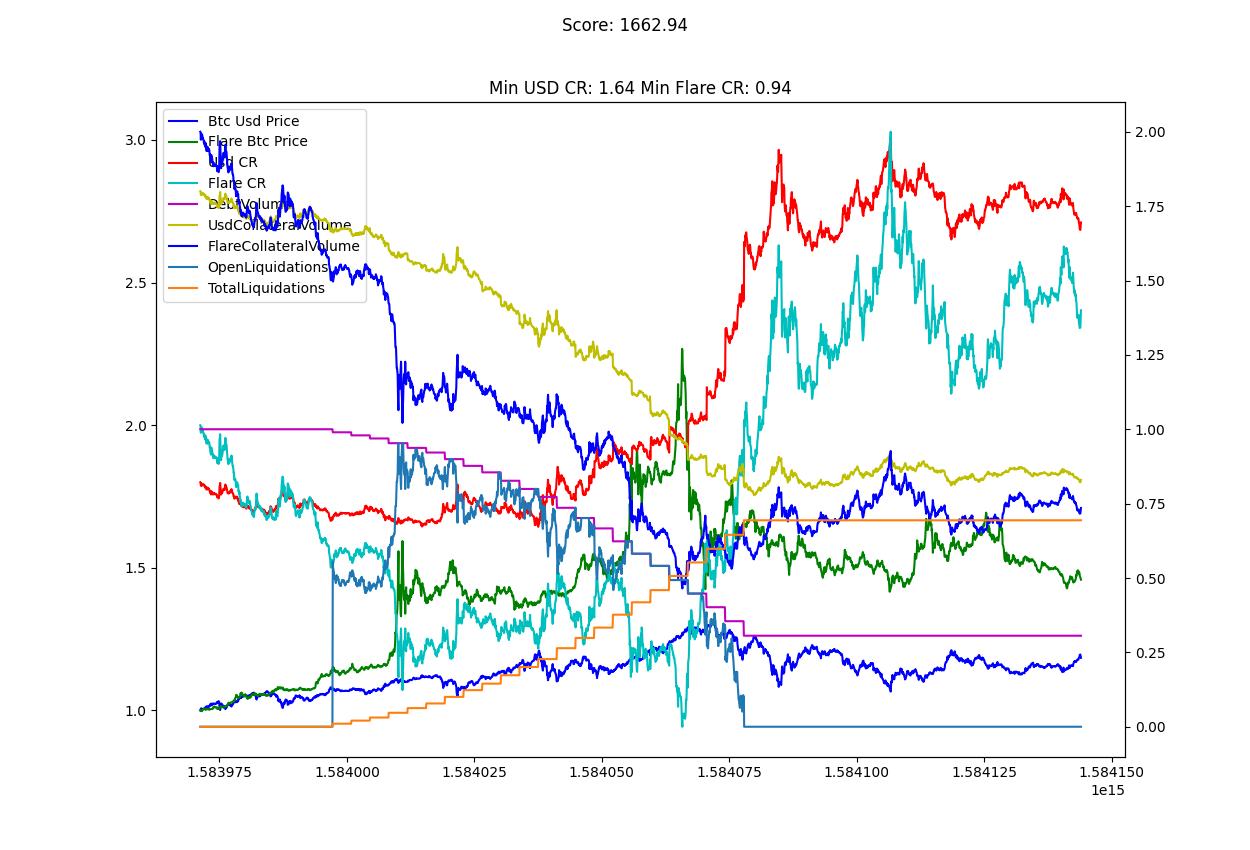 Score: 1662.94
Min USD CR: 1.64 Min Flare CR: 0.94
Btc Usd Price
Flare Btc Price
Usd CR
Flare CR
DebtVolume
UsdCollateralVolume
FlareCollateralVolume
OpenLiquidations
TotalLiquidations
3.0
2.5
2.0
1.5
1.0
2.00
1.75
1.50
1.25
1.00
0.75
0.50
0.25
0.00
1.583975 1.584000 1.584025 1.584050 1.584075 1.584100 1.584125 1.584150
1e15